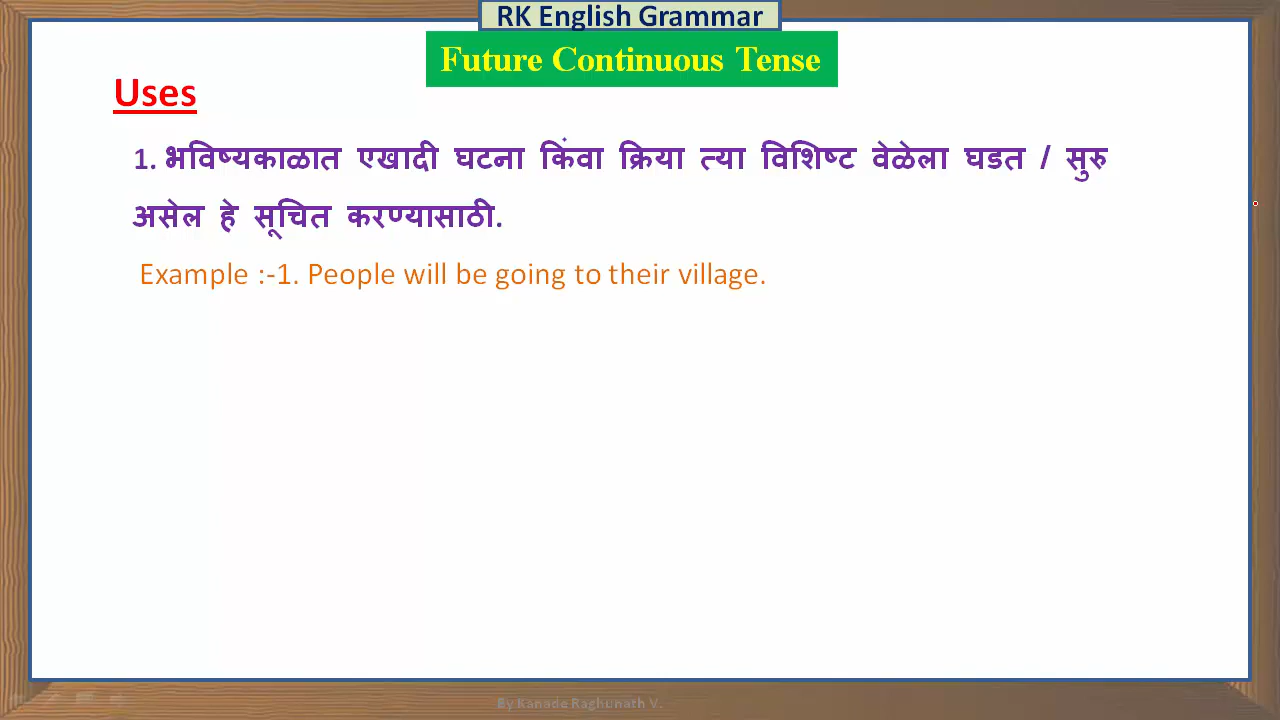 RK English Grammar
Future Continuous Tense
Uses
1. भविष्यकाळात एखादी घटना किंवा क्रिया त्या विशिष्ट वेळेला घडत / सुरु
असेल हे सूचित करण्यासाठी.
Example :-1. People will be going to their village.
By Kanade Raghunath V.